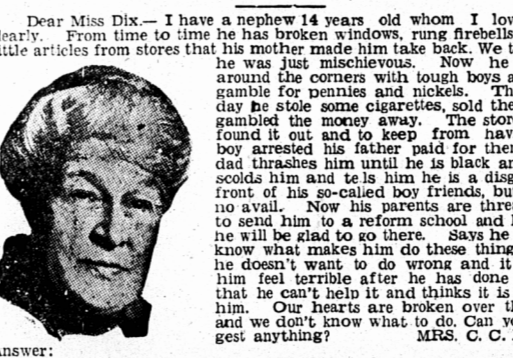 Dear Miss Dix.— I have a nephew 14 years old whom I lov
early. From time to time he has broken windows, rung firebells
ittle articles from stores that his mother made him take back. We t
he was just mischievous. Now he
around the corners with tough boys a
gamble for pennies and nickels. Th
day he stole some cigarettes, sold the
gambled the money away. The stor
found it out and to keep from hav
boy arrested his father paid for ther
dad thrashes him until he is black an
scolds him and tells him he is a disg
front of his so-called boy friends, bu
no avail. Now his parents are thre
to send him to a reform school and
he will be glad to go there. Says he
know what makes him do these thing
he doesn't want to do wrong and it
him feel terrible after he has done
that he can't help it and thinks it is
him. Our hearts are broken over th
and we don't know what to do. Can y
gest anything? MRS. C. C.
nswer: